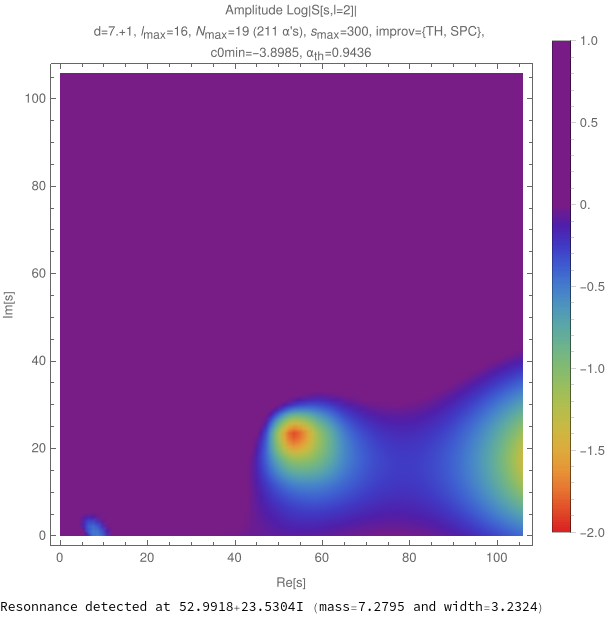 Amplitude Log|S[s,l=2]|
d=7.+1, lmax=16, Nmax=19 (211 α's), smax=300, improv={TH, SPC},
c0min=−3.8985, αth=0.9436
1.0
0.5
0.
−0.5
−1.0
−1.5
−2.0
100
80
60
40
20
0
Im[s]
0 20 40 60 80 100
Re[s]
Resonnance detected at 52.9918+23.5304I (mass=7.2795 and width=3.2324)